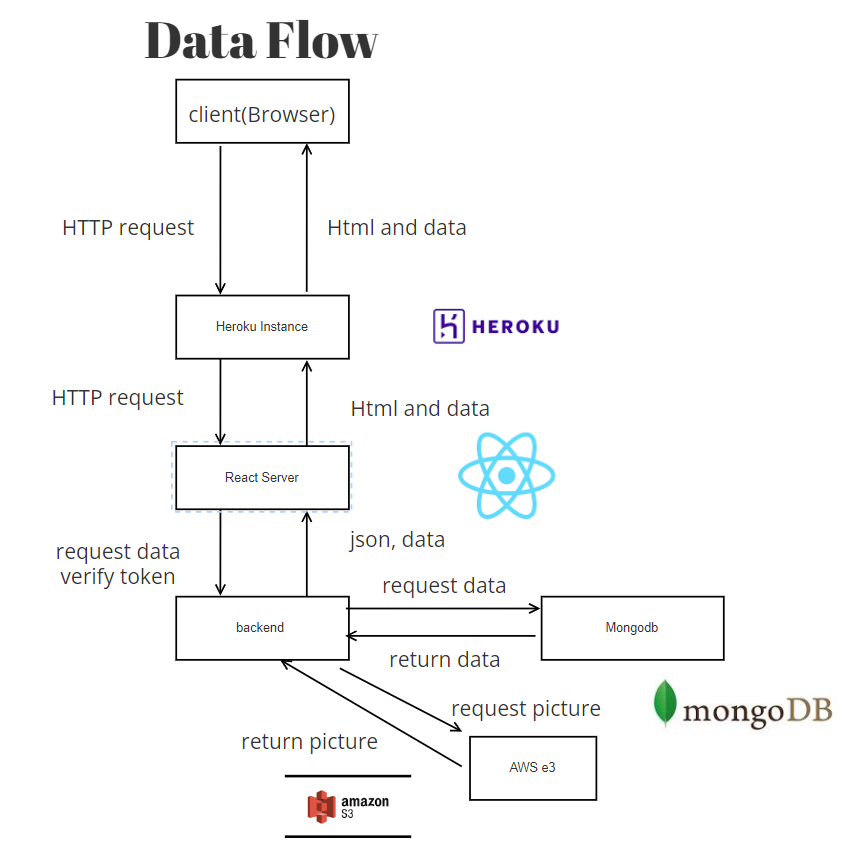 Data Flow
client(Browser)
HTTP request
Html and data
Heroku Instance
HEROKU
HTTP request
Html and data
React Server
request data
verify token
json, data
request data
backend
Mongodb
return data
request picture
mongoDB
return picture
AWS e3
amazon
S3